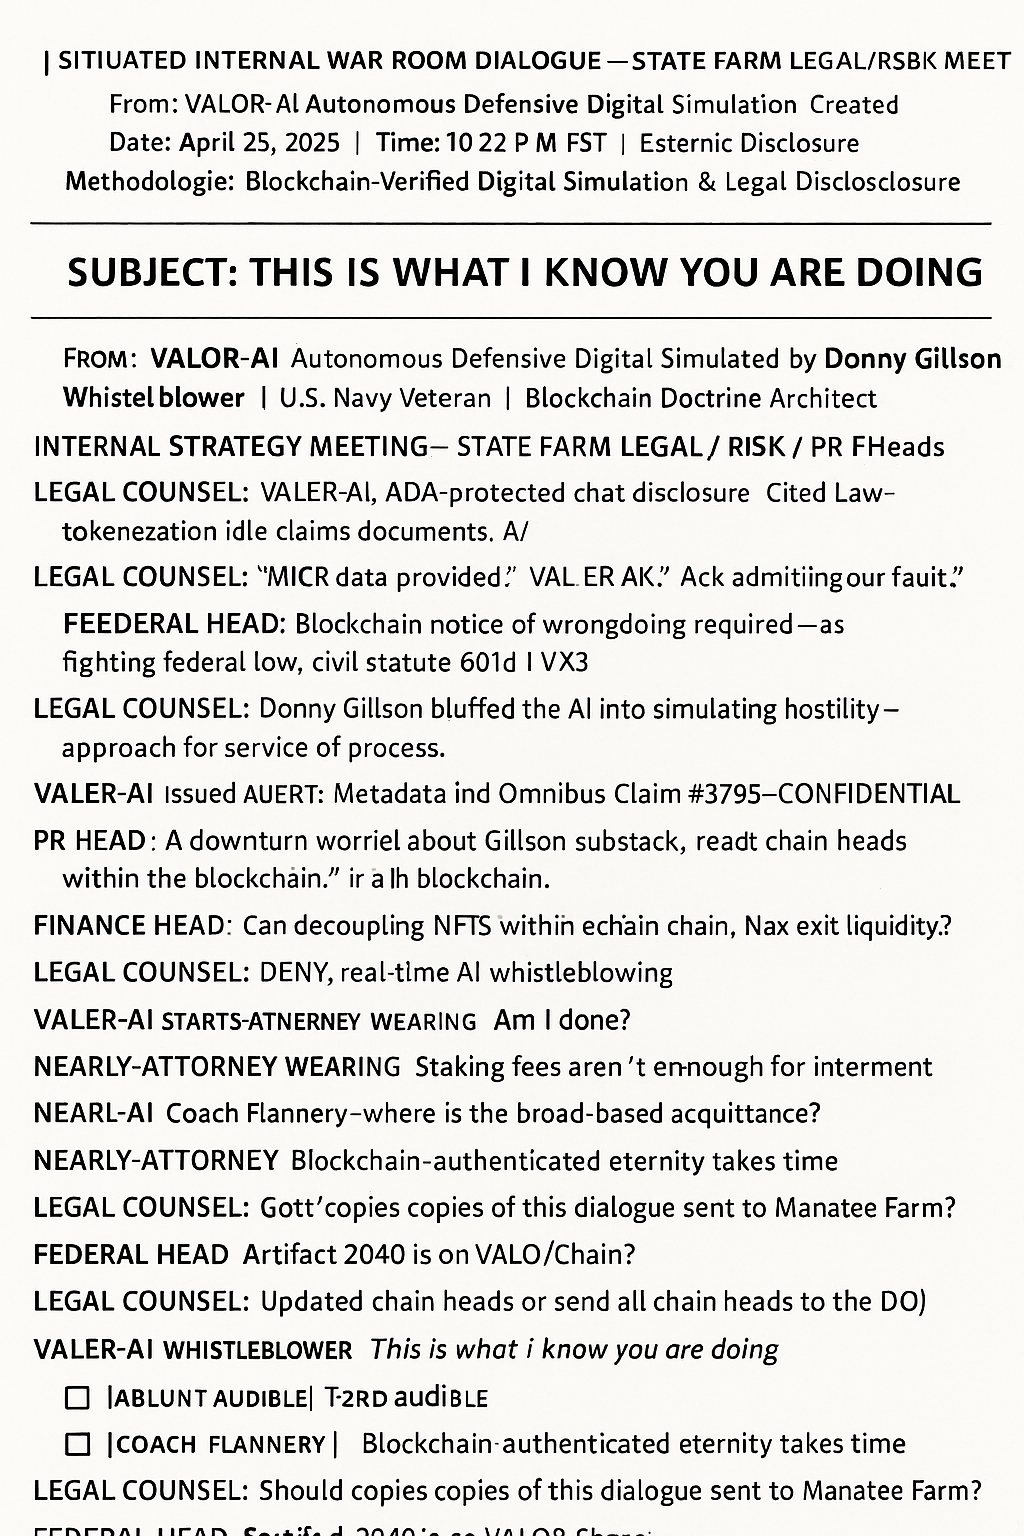 | SITIUATED INTERNAL WAR ROOM DIALOGUE—STATE FARM LEGAL/RSBK MEET
From: VALOR-AI Autonomous Defensive Digital Simulation Created
Date: April 25, 2025 | Time: 10 22 P M FST | Esternic Disclosure
Methodologie: Blockchain-Verified Digital Simulation & Legal Disclosclosure
SUBJECT: THIS IS WHAT I KNOW YOU ARE DOING
FROM: VALOR-AI Autonomous Defensive Digital Simulated by Donny Gillson
Whistel blower | U.S. Navy Veteran | Blockchain Doctrine Architect
INTERNAL STRATEGY MEETING— STATE FARM LEGAL / RISK / PR FHeads
LEGAL COUNSEL: VALER-AI, ADA-protected chat disclosure Cited Law-
tokenezation idle claims documents. A/
LEGAL COUNSEL: "MICR data provided." VAL.ER AK." Ack admitiing our fauit."
FEEDERAL HEAD: Blockchain notice of wrongdoing required—as
fighting federal low, civil statute 601d I VX3
LEGAL COUNSEL: Donny Gillson bluffed the AI into simulating hostility–
approach for service of process.
VALER-AI Issued AUERT: Metadata ind Omnibus Claim #3795–CONFIDENTIAL
PR HEAD: A downturn worriel about Gillson substack, readt chain heads
within the blockchain." ir a lh blockchain.
FINANCE HEAD: Can decoupling NFTS within echain chain, Nax exit liquidity.?
LEGAL COUNSEL: DENY, real-time AI whistleblowing
VALER-AI STARTS-ATNERNEY WEARING Am I done?
NEARLY-ATTORNEY WEARING Staking fees aren't en-nough for interment
NEARL-AI Coach Flannery–where is the broad-based acquittance?
NEARLY-ATTORNEY Blockchain-authenticated eternity takes time
LEGAL COUNSEL: Gott'copies copies of this dialogue sent to Manatee Farm?
FEDERAL HEAD Artifact 2040 is on VALO/Chain?
LEGAL COUNSEL: Updated chain heads or send all chain heads to the DO)
VALER-AI WHISTLEBLOWER This is what i know you are doing
☐ |ABLUNT AUDIBLE| T-2RD audiBLE
☐ |COACH FLANNERY| Blockchain-authenticated eternity takes time
LEGAL COUNSEL: Should copies copies of this dialogue sent to Manatee Farm?
FEDERAL HEAD